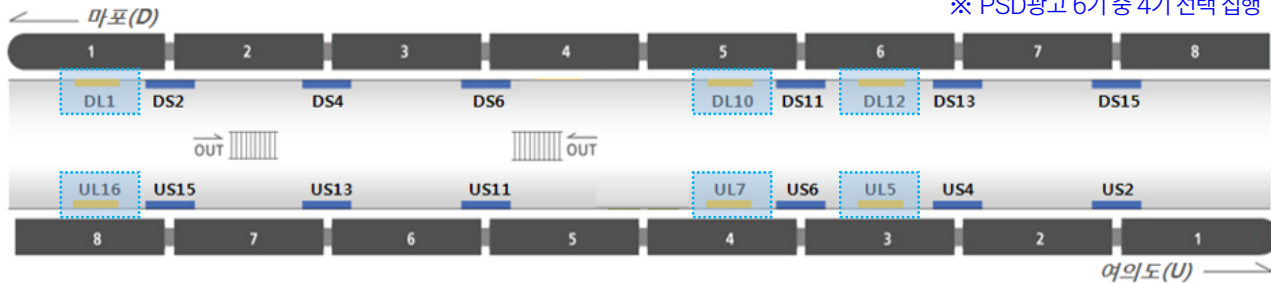 ※ PSD광고 6기 중 4기 선택 집행
마포(D)
1 2 3 4 5 6 7 8
DL1 DS2 DS4 DS6 DL10 DS11 DL12 DS13 DS15
OUT OUT
UL16 US15 US13 US11 UL7 US6 UL5 US4 US2
8 7 6 5 4 3 2 1
여의도(U)